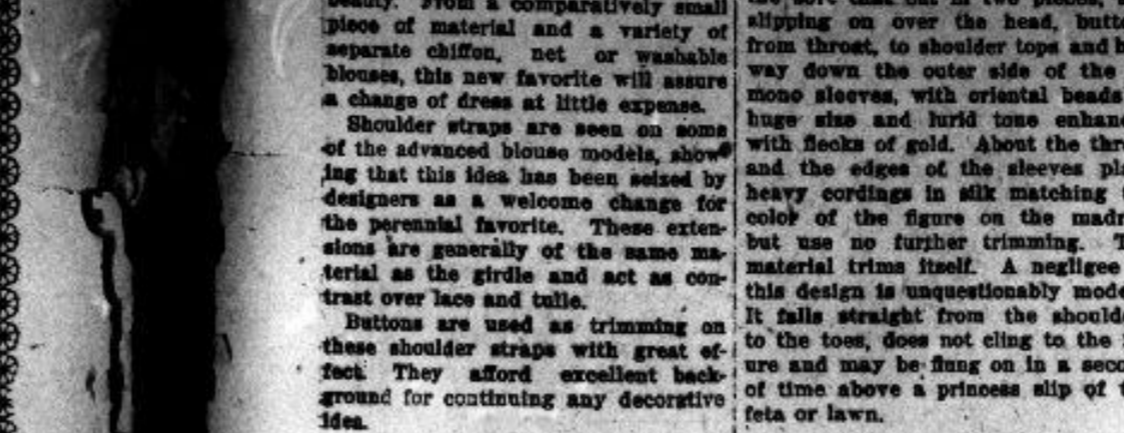 beauty. From a comparatively small
piece of material and a variety of
separate chiffon, net or washable
blouses, this new favorite will assure
a change of dress at little expense.
Shoulder straps are seen on some
of the advanced blouse models, show-
ing that this idea has been seized by
designers as a welcome change for
the perennial favorite. These exten-
sions are generally of the same ma-
terial as the girdle and act as con-
trast over lace and tulle.
Buttons are used as trimming on
these shoulder straps with great ef-
fect. They afford excellent back-
ground for continuing any decorative
idea.
slipping on over the head, butto
from throat, to shoulder tops and h
way down the outer side of the
mono sleeves, with oriental beads
huge size and lurid tone enhanc
with flecks of gold. About the thro
and the edges of the sleeves pla
heavy cordings in silk matching
color of the figure on the madr
but use no further trimming. T
material trims itself. A negligee
this design is unquestionably mode
It falls straight from the shoulde
to the toes, does not cling to the
ure and may be flung on in a seco
of time above a princess slip of t
feta or lawn.